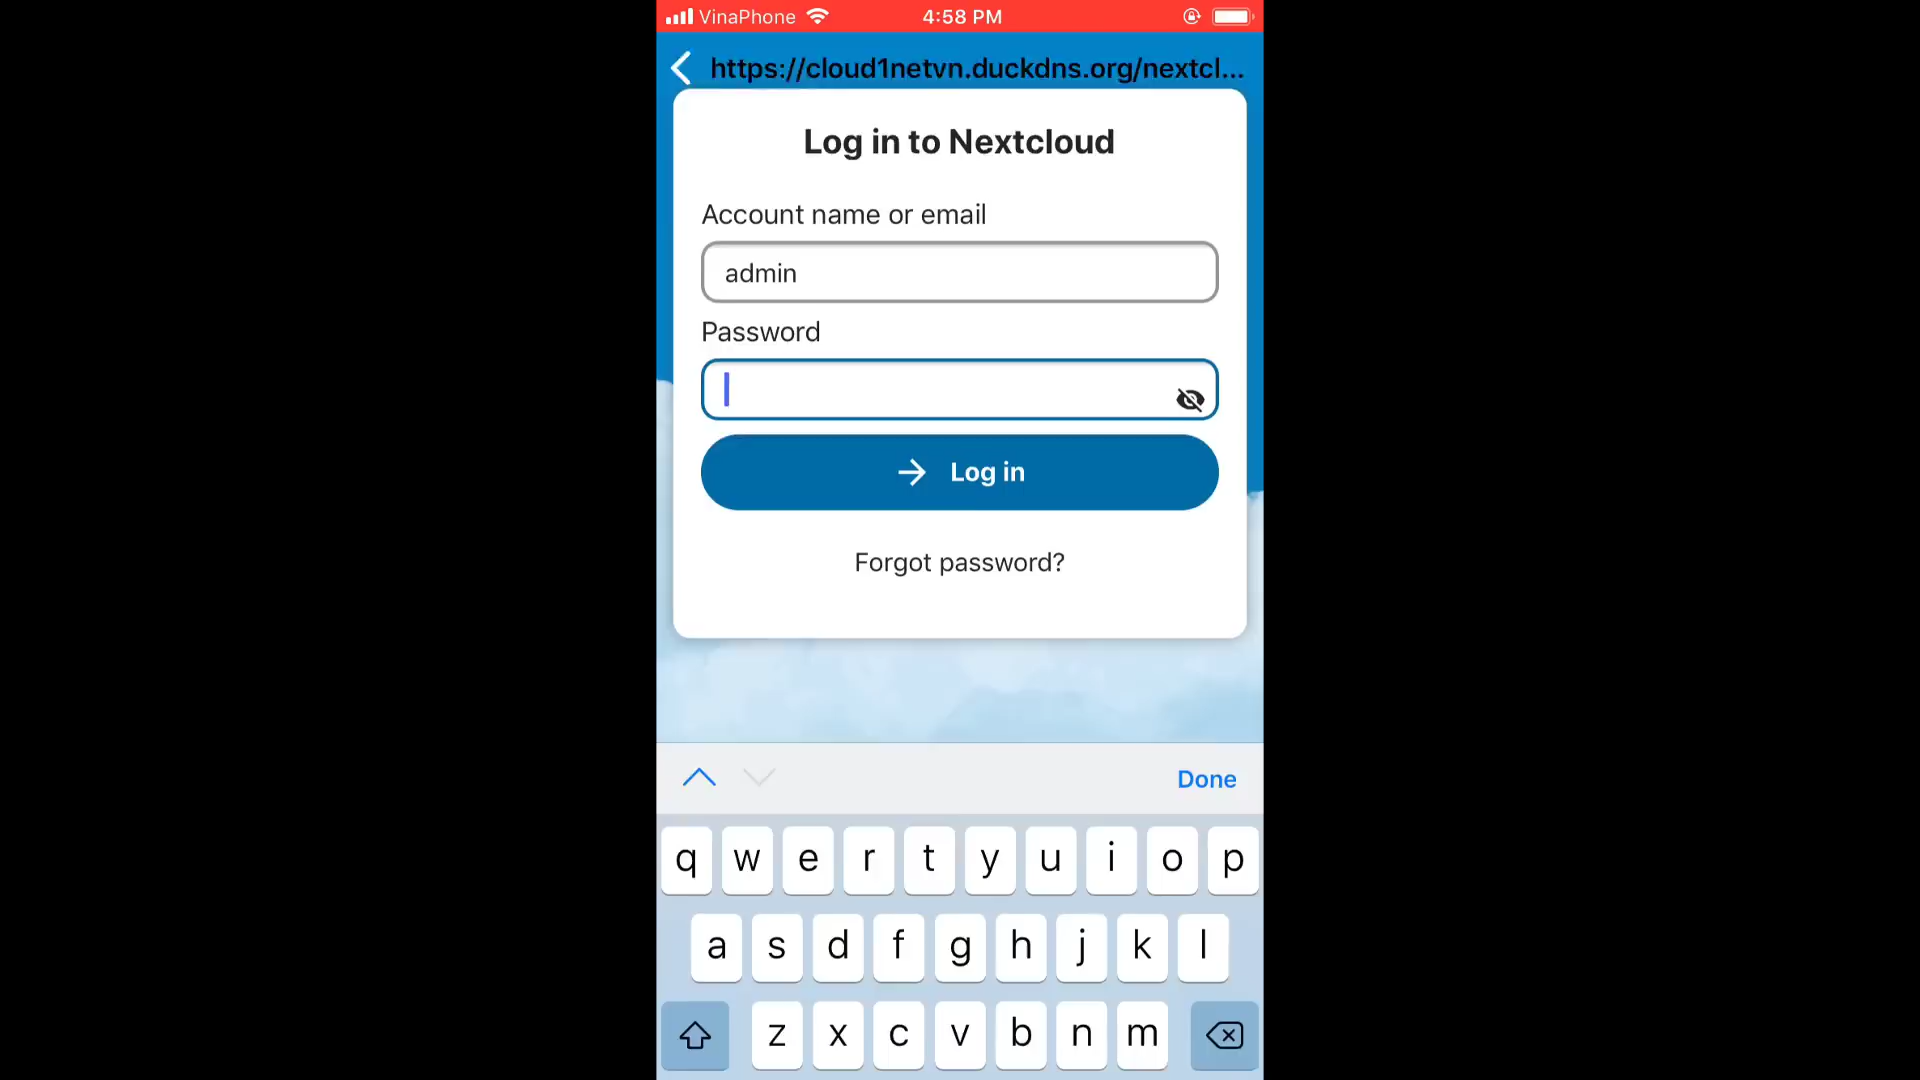 VinaPhone 4:58 PM
https://cloud1netvn.duckdns.org/nextcl...
Log in to Nextcloud
Account name or email
admin
Password
Log in
Forgot password?
Done
q w e r t y u i o p
a s d f g h j k l
z x c v b n m